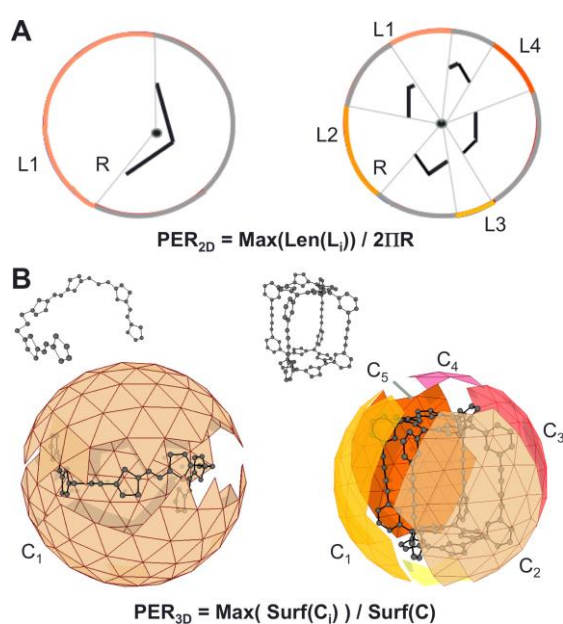 A
L1
R
L1
L4
L2
R
L3
PER2D = Max(Len(Li)) / 2ΠR
B
C1
C5
C4
C3
C1
C2
PER3D = Max( Surf(Ci) ) / Surf(C)